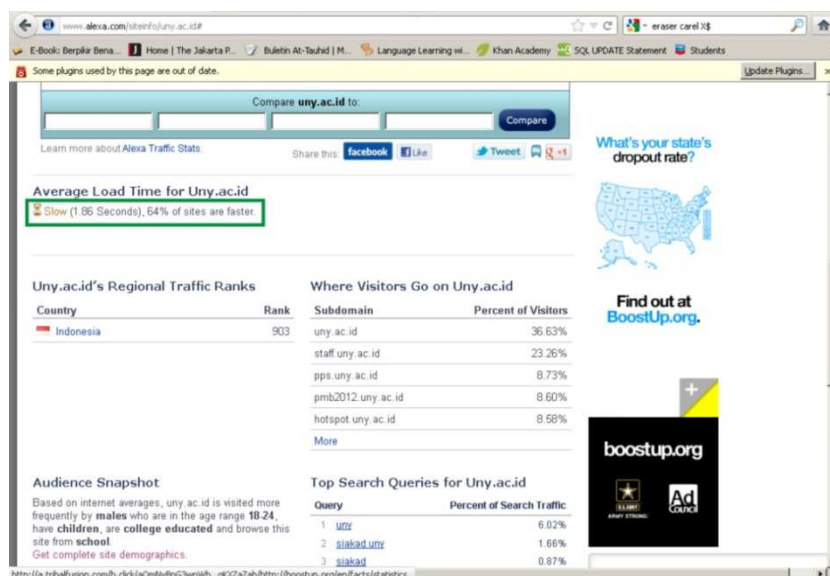 www.alexa.com/siteinfo/uny.ac.id#
eraser carel X$
E-Book: Berpikir Bena... Home | The Jakarta P... Buletin At-Tauhid | M... Language Learning wi... Khan Academy SQL UPDATE Statement Students
Some plugins used by this page are out of date. Update Plugins...
Compare uny.ac.id to:
Compare
Learn more about Alexa Traffic Stats
Share this: facebook Like Tweet +1
Average Load Time for Uny.ac.id
Slow (1.86 Seconds), 64% of sites are faster.
Uny.ac.id's Regional Traffic Ranks
Country Rank
Indonesia 903
Where Visitors Go on Uny.ac.id
Subdomain Percent of Visitors
uny.ac.id 36.63%
staff.uny.ac.id 23.26%
pps.uny.ac.id 8.73%
pmb2012.uny.ac.id 8.60%
hotspot.uny.ac.id 8.58%
More
Audience Snapshot
Based on internet averages, uny.ac.id is visited more
frequently by males who are in the age range 18-24,
have children, are college educated and browse this
site from school.
Get complete site demographics.
Top Search Queries for Uny.ac.id
Query Percent of Search Traffic
1 uny 6.02%
2 siakad uny 1.66%
3 siakad 0.87%
What's your state's
dropout rate?
Find out at
BoostUp.org.
+
boostup.org
U.S. ARMY
ARMY STRONG
Ad
Council